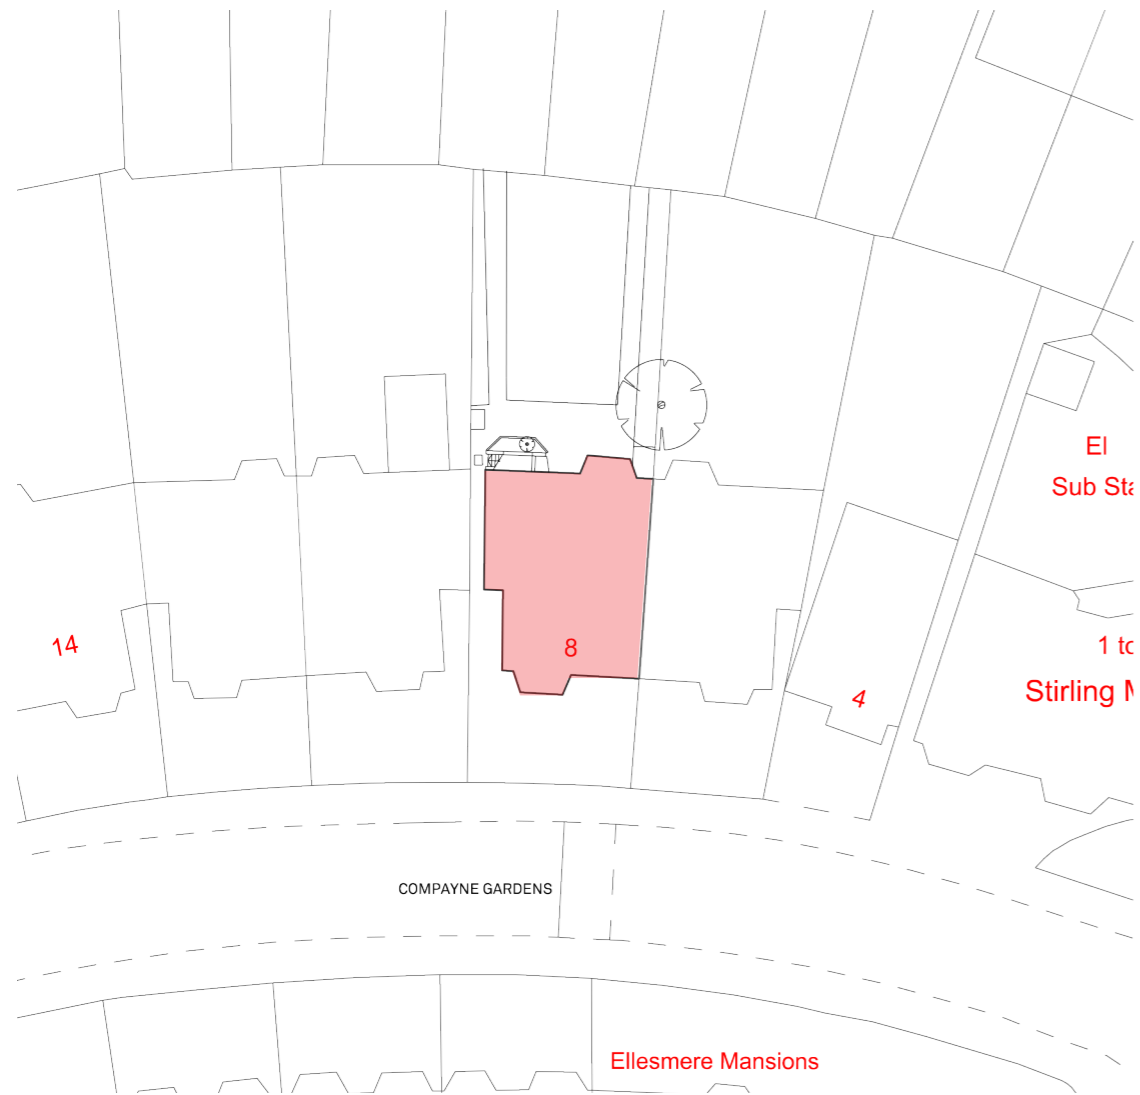 El
Sub Sta
14
8
1 to
4
Stirling M
COMPAYNE GARDENS
Ellesmere Mansions